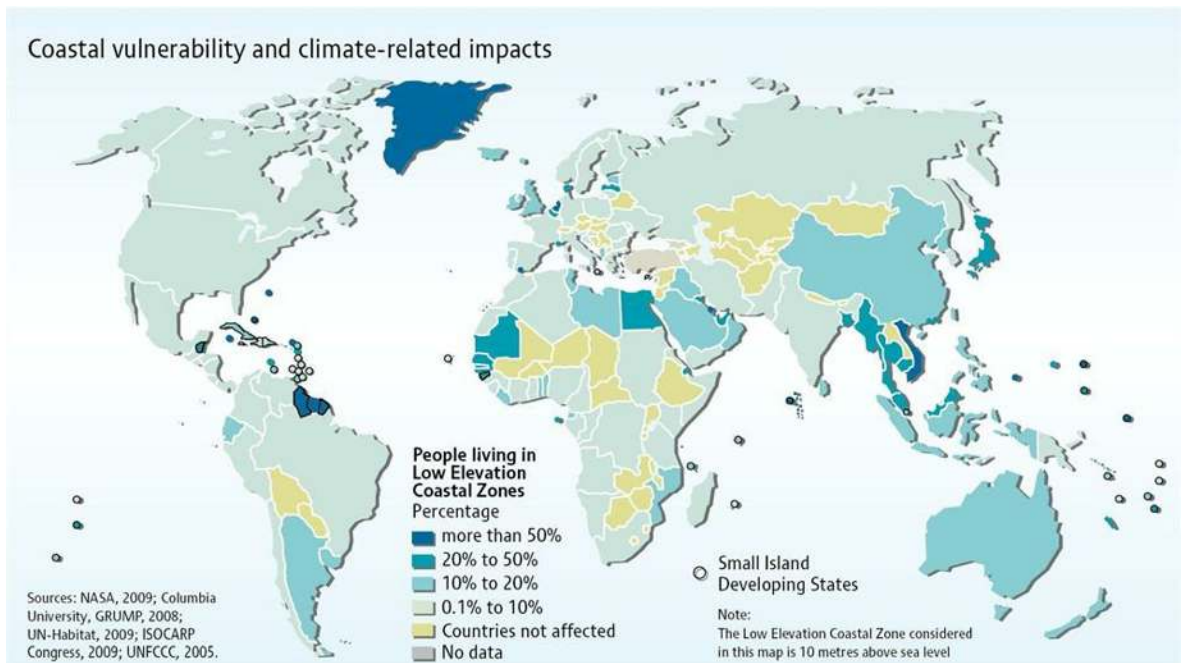 Coastal vulnerability and climate-related impacts
People living in
Low Elevation
Coastal Zones
Percentage
more than 50%
20% to 50%
10% to 20%
0.1% to 10%
Countries not affected
No data
Small Island
Developing States
Note:
The Low Elevation Coastal Zone considered
in this map is 10 metres above sea level
Sources: NASA, 2009; Columbia
University, GRUMP, 2008;
UN-Habitat, 2009; ISOCARP
Congress, 2009; UNFCCC, 2005.